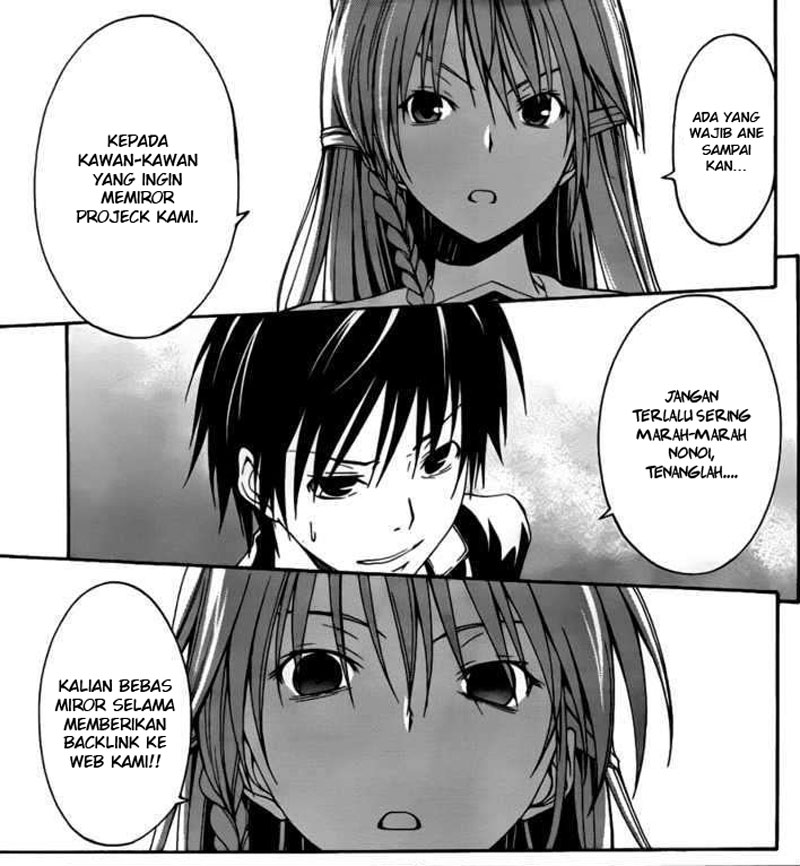 ADA YANG
WAJIB ANE
SAMPAI
KAN...
KEPADA
KAWAN-KAWAN
YANG INGIN
MEMIROR
PROJECK KAMI.
JANGAN
TERLALU SERING
MARAH-MARAH
NONOI,
TENANGLAH....
KALIAN BEBAS
MIROR SELAMA
MEMBERIKAN
BACKLINK KE
WEB KAMI!!